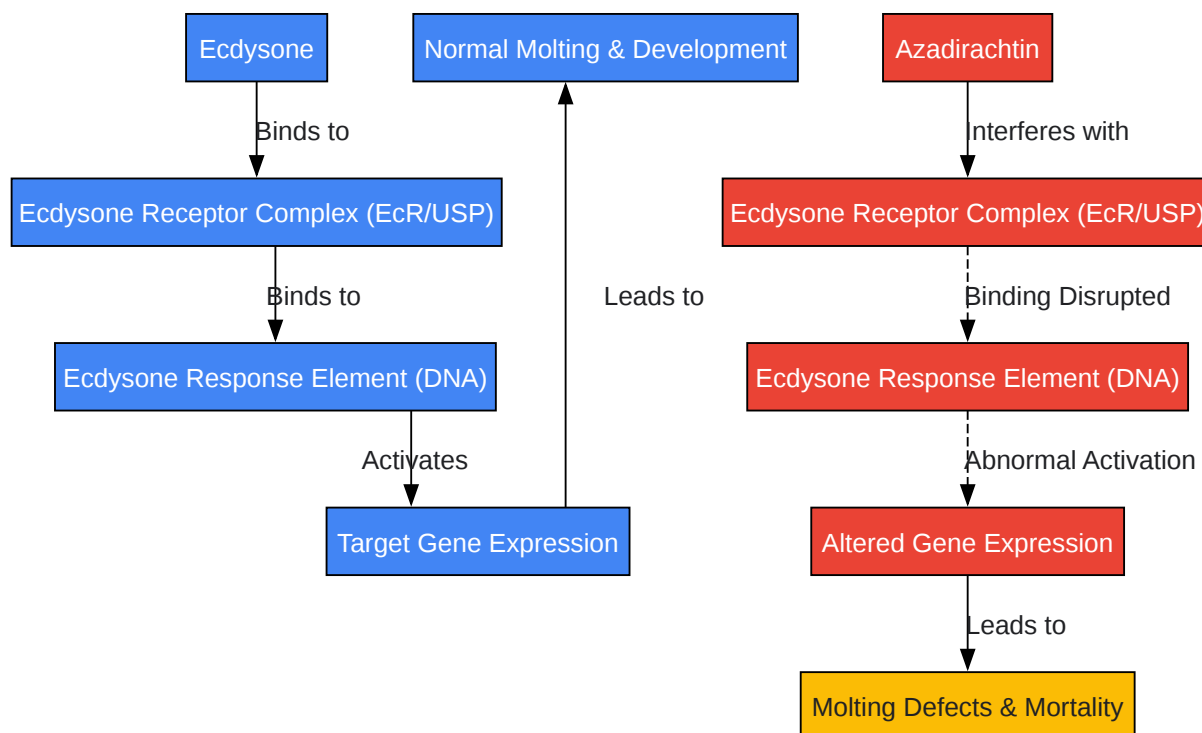 Ecdysone
Normal Molting & Development
Azadirachtin
Binds to
Interferes with
Ecdysone Receptor Complex (EcR/USP)
Ecdysone Receptor Complex (EcR/USP)
Binds to
Leads to
Binding Disrupted
Ecdysone Response Element (DNA)
Ecdysone Response Element (DNA)
Activates
Abnormal Activation
Target Gene Expression
Altered Gene Expression
Leads to
Molting Defects & Mortality